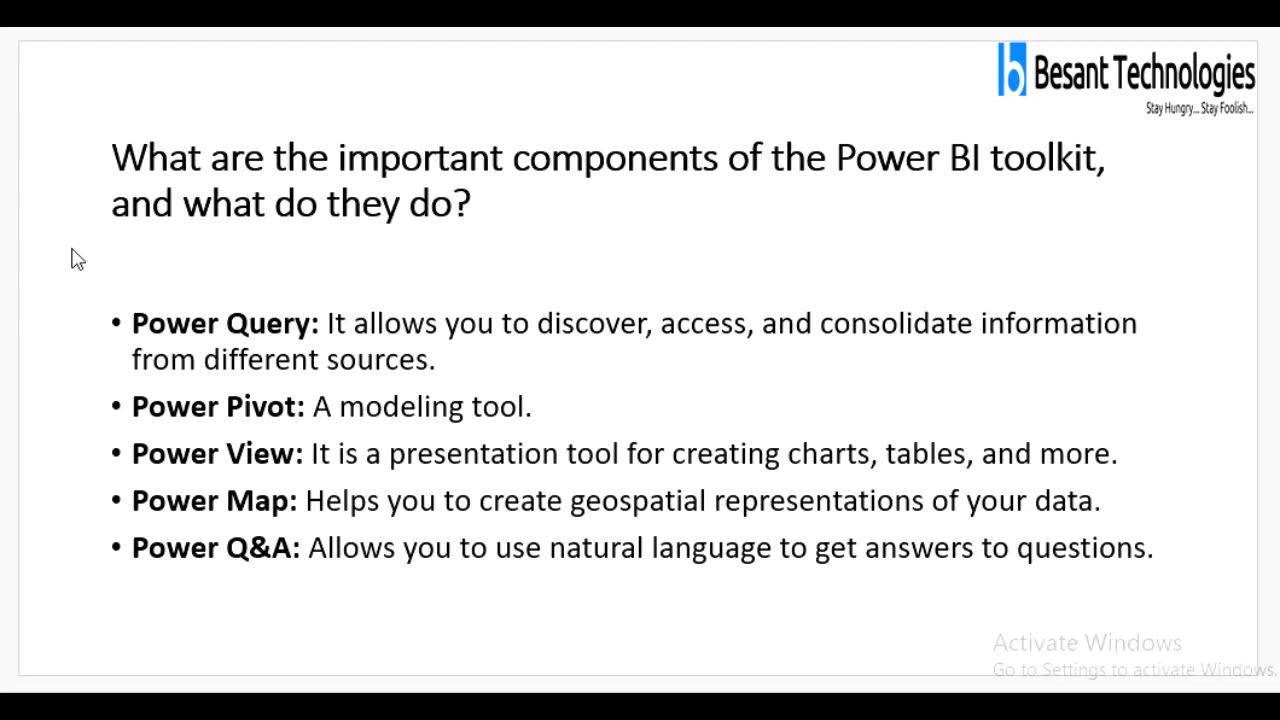 b Besant Technologies
Stay Hungry... Stay Foolish...
What are the important components of the Power BI toolkit,
and what do they do?
• Power Query: It allows you to discover, access, and consolidate information
from different sources.
• Power Pivot: A modeling tool.
• Power View: It is a presentation tool for creating charts, tables, and more.
• Power Map: Helps you to create geospatial representations of your data.
• Power Q&A: Allows you to use natural language to get answers to questions.
Activate Windows
Go to Settings to activate Windows.